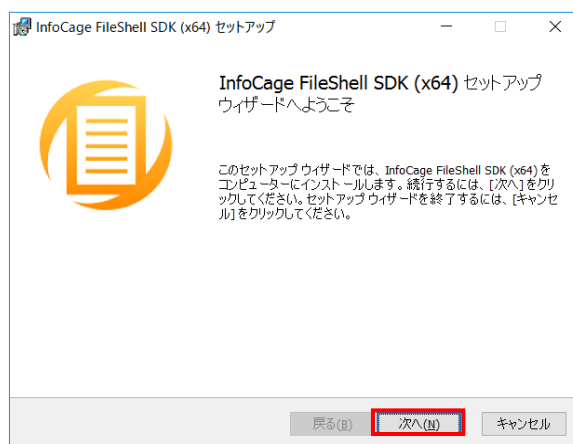 InfoCage FileShell SDK (x64) セットアップ
InfoCage FileShell SDK (x64) セットアップ
ウィザードへようこそ
このセットアップ ウィザードでは、InfoCage FileShell SDK (x64) を
コンピューターにインストールします。続行するには、[次へ] をクリ
ックしてください。セットアップ ウィザードを終了するには、[キャンセ
ル] をクリックしてください。
戻る(B) 次へ(N) キャンセル